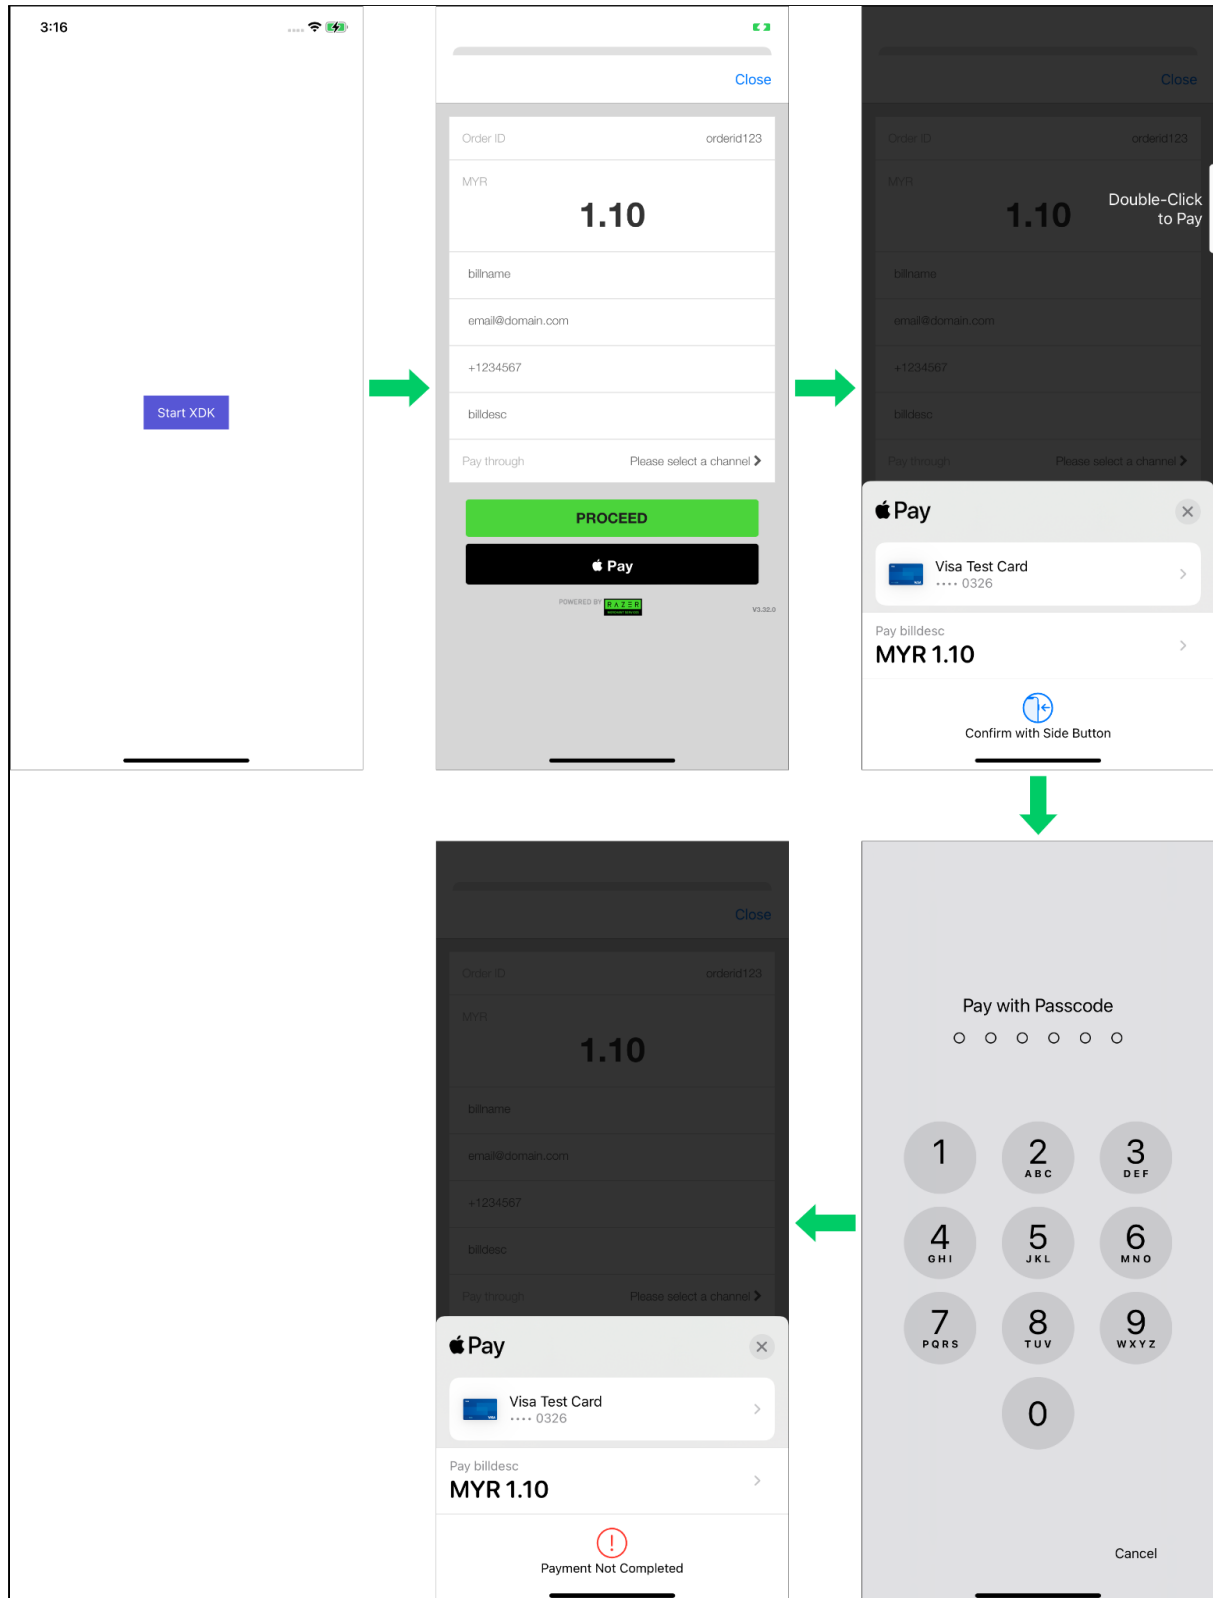 3:16
Start XDK
Close
Order ID orderid123
MYR
1.10
billname
email@domain.com
+1234567
billdesc
Pay through Please select a channel
PROCEED
Pay
POWERED BY RAZER
V3.32.0
Close
Order ID orderid123
MYR
1.10
Double-Click
to Pay
billname
email@domain.com
+1234567
billdesc
Pay through Please select a channel
Pay
Visa Test Card
•••• 0326
Pay billdesc
MYR 1.10
Confirm with Side Button
Pay with Passcode
1 2 3
ABC DEF
4 5 6
GHI JKL MNO
7 8 9
PQRS TUV WXYZ
0
Cancel
Close
Order ID orderid123
MYR
1.10
billname
email@domain.com
+1234567
billdesc
Pay through Please select a channel
Pay
Visa Test Card
•••• 0326
Pay billdesc
MYR 1.10
Payment Not Completed